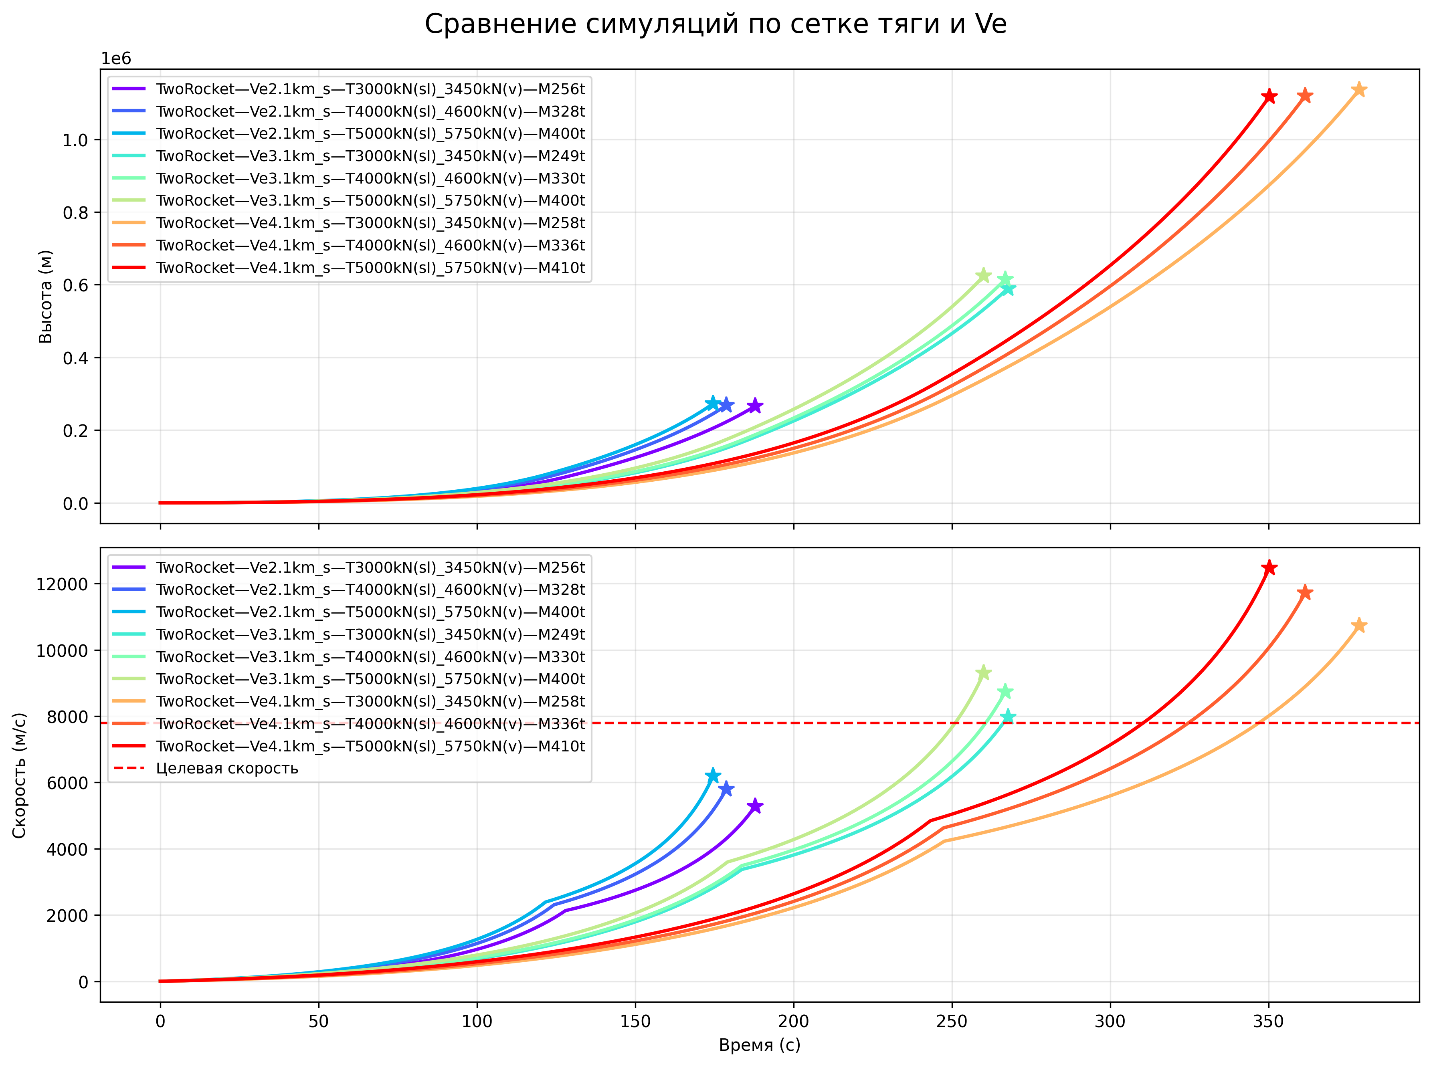 Сравнение симуляций по сетке тяги и Ve
1e6
TwoRocket—Ve2.1km_s—T3000kN(sl)_3450kN(v)—M256t
TwoRocket—Ve2.1km_s—T4000kN(sl)_4600kN(v)—M328t
TwoRocket—Ve2.1km_s—T5000kN(sl)_5750kN(v)—M400t
TwoRocket—Ve3.1km_s—T3000kN(sl)_3450kN(v)—M249t
TwoRocket—Ve3.1km_s—T4000kN(sl)_4600kN(v)—M330t
TwoRocket—Ve3.1km_s—T5000kN(sl)_5750kN(v)—M400t
TwoRocket—Ve4.1km_s—T3000kN(sl)_3450kN(v)—M258t
TwoRocket—Ve4.1km_s—T4000kN(sl)_4600kN(v)—M336t
TwoRocket—Ve4.1km_s—T5000kN(sl)_5750kN(v)—M410t
1.0
0.8
0.6
0.4
0.2
0.0
Высота (м)
TwoRocket—Ve2.1km_s—T3000kN(sl)_3450kN(v)—M256t
TwoRocket—Ve2.1km_s—T4000kN(sl)_4600kN(v)—M328t
TwoRocket—Ve2.1km_s—T5000kN(sl)_5750kN(v)—M400t
TwoRocket—Ve3.1km_s—T3000kN(sl)_3450kN(v)—M249t
TwoRocket—Ve3.1km_s—T4000kN(sl)_4600kN(v)—M330t
TwoRocket—Ve3.1km_s—T5000kN(sl)_5750kN(v)—M400t
TwoRocket—Ve4.1km_s—T3000kN(sl)_3450kN(v)—M258t
TwoRocket—Ve4.1km_s—T4000kN(sl)_4600kN(v)—M336t
TwoRocket—Ve4.1km_s—T5000kN(sl)_5750kN(v)—M410t
Целевая скорость
12000
10000
8000
6000
4000
2000
0
Скорость (м/с)
0 50 100 150 200 250 300 350
Время (с)